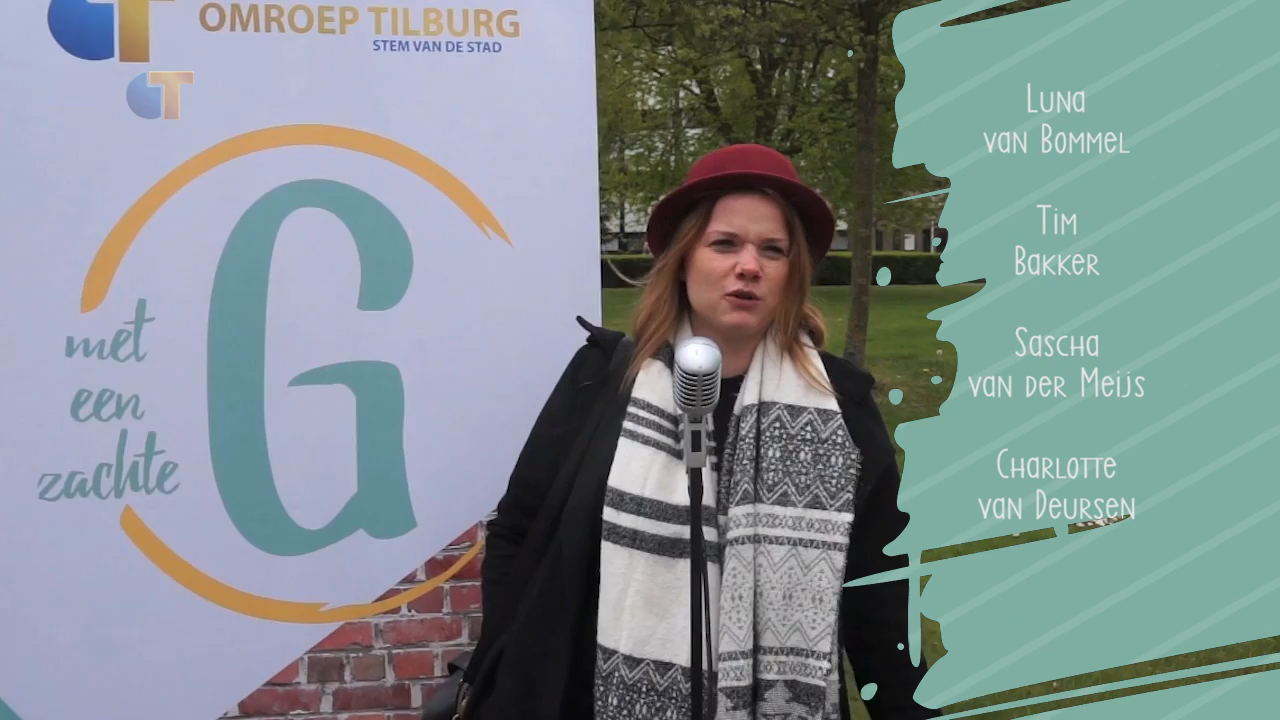 OMROEP TILBURG
STEM VAN DE STAD
T
T
met
een
zachte
G
Luna
van Bommel
Tim
Bakker
Sascha
van der Meijs
Charlotte
van Deursen